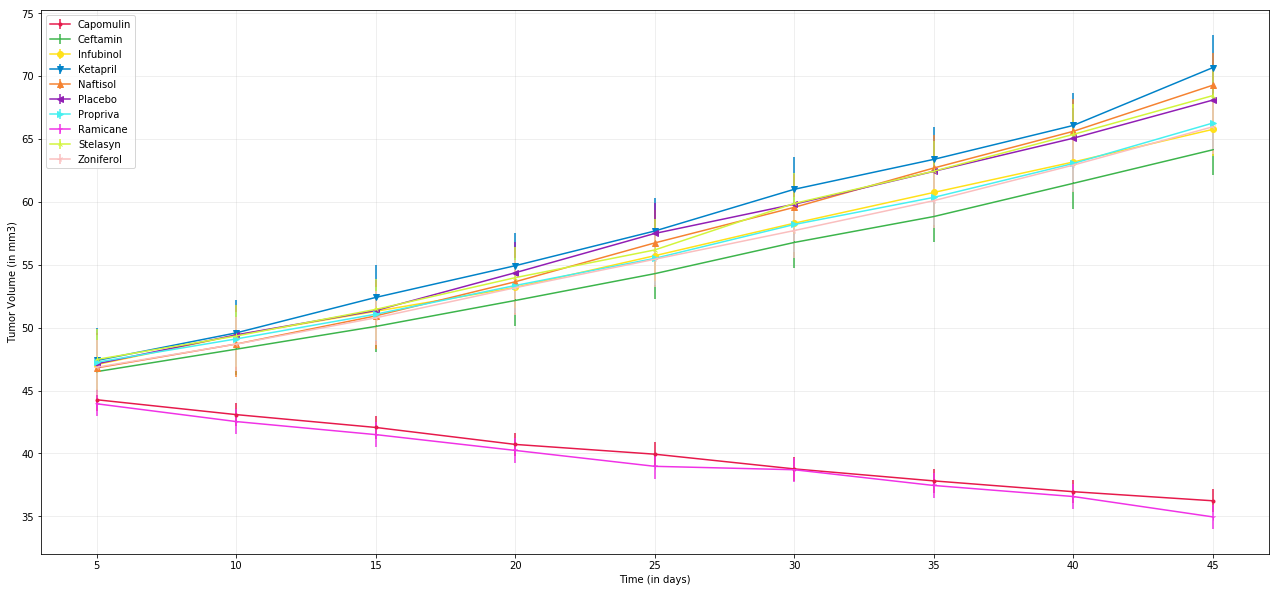 75
70
65
60
55
50
45
40
35
Tumor Volume (in mm3)
Capomulin
Ceftamin
Infubinol
Ketapril
Naftisol
Placebo
Propriva
Ramicane
Stelasyn
Zoniferol
5 10 15 20 25 30 35 40 45
Time (in days)